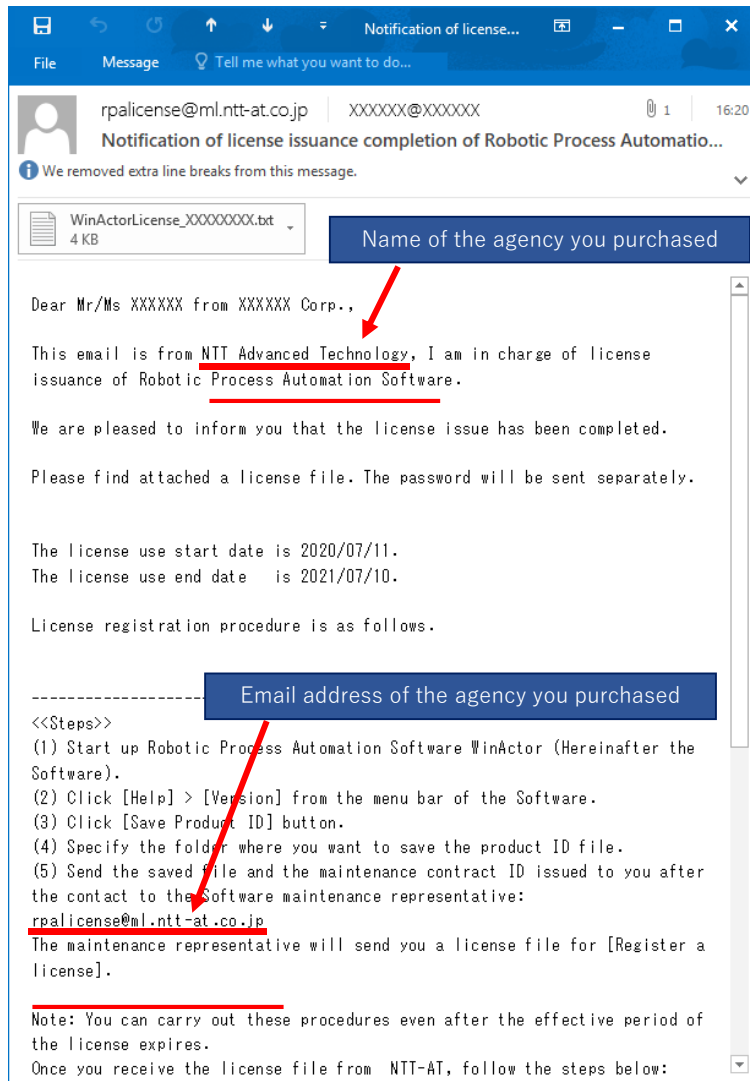 Notification of license...
File Message Tell me what you want to do...
rpalicense@ml.ntt-at.co.jp XXXXXX@XXXXXX 1 16:20
Notification of license issuance completion of Robotic Process Automatio...
We removed extra line breaks from this message.
WinActorLicense_XXXXXXXX.txt
4 KB
Name of the agency you purchased
Dear Mr/Ms XXXXXX from XXXXXX Corp.,
This email is from NTT Advanced Technology, I am in charge of license
issuance of Robotic Process Automation Software.
We are pleased to inform you that the license issue has been completed.
Please find attached a license file. The password will be sent separately.
The license use start date is 2020/07/11.
The license use end date is 2021/07/10.
License registration procedure is as follows.
--------------------
Email address of the agency you purchased
<<Steps>>
(1) Start up Robotic Process Automation Software WinActor (Hereinafter the
Software).
(2) Click [Help] > [Version] from the menu bar of the Software.
(3) Click [Save Product ID] button.
(4) Specify the folder where you want to save the product ID file.
(5) Send the saved file and the maintenance contract ID issued to you after
the contact to the Software maintenance representative:
rpalicense@ml.ntt-at.co.jp
The maintenance representative will send you a license file for [Register a
license].
Note: You can carry out these procedures even after the effective period of
the license expires.
Once you receive the license file from NTT-AT, follow the steps below: